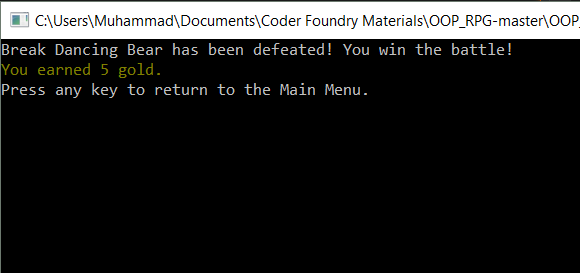 C:\Users\Muhammad\Documents\Coder Foundry Materials\OOP_RPG-master\OOP_
Break Dancing Bear has been defeated! You win the battle!
You earned 5 gold.
Press any key to return to the Main Menu.